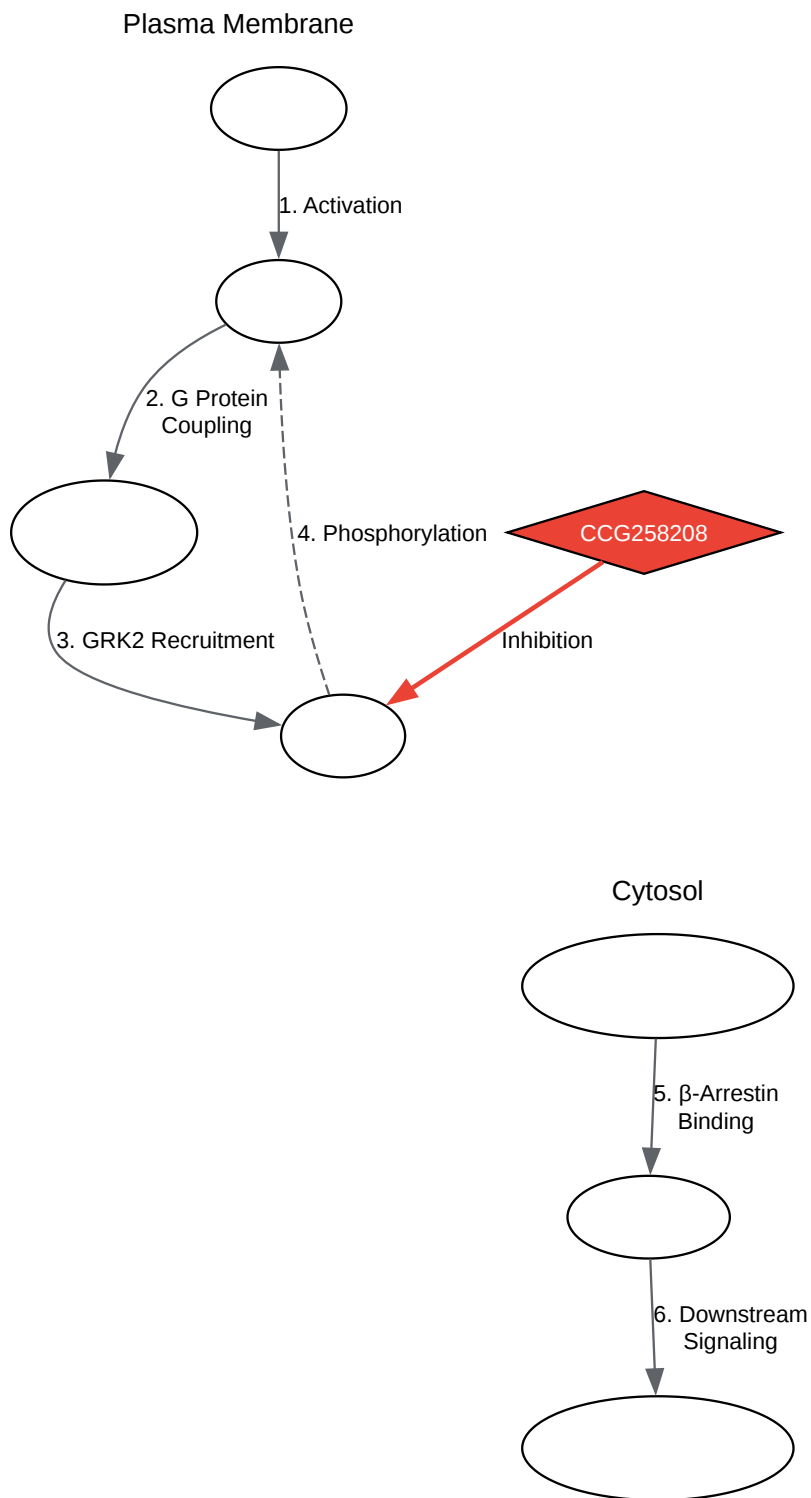 Plasma Membrane
1. Activation
2. G Protein
Coupling
4. Phosphorylation
CCG258208
3. GRK2 Recruitment
Inhibition
Cytosol
5. β-Arrestin
Binding
6. Downstream
Signaling